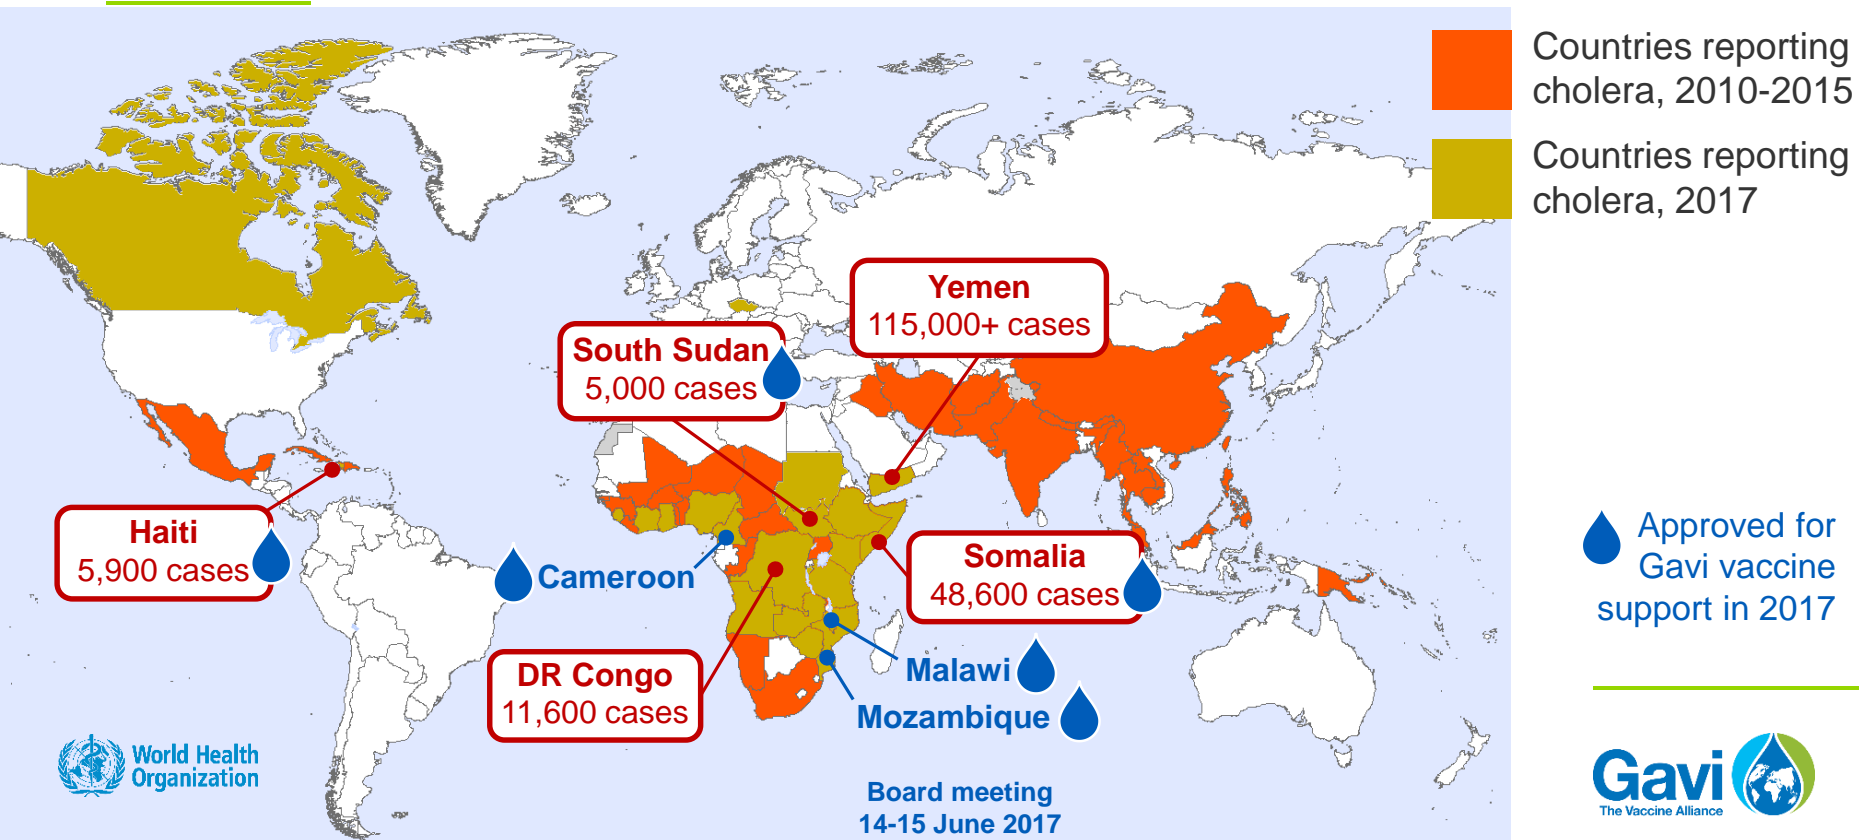 Countries reporting
cholera, 2010-2015
Countries reporting
cholera, 2017
Yemen
115,000+ cases
South Sudan
5,000 cases
Haiti
5,900 cases
Cameroon
Somalia
48,600 cases
DR Congo
11,600 cases
Malawi
Mozambique
Approved for
Gavi vaccine
support in 2017
World Health
Organization
Board meeting
14-15 June 2017
Gavi
The Vaccine Alliance